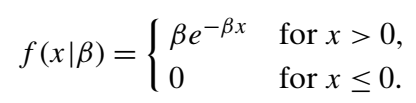 f(x|β) = { βe^{−βx} for x > 0,
0 for x ≤ 0.